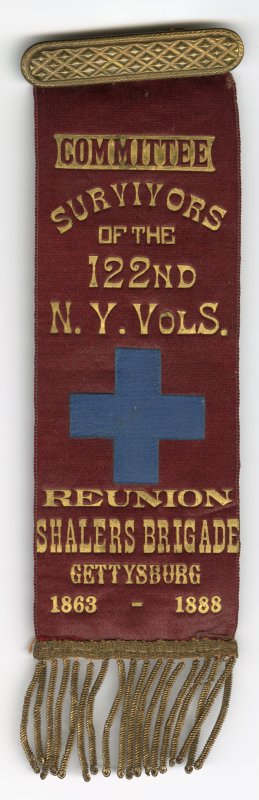 COMMITTEE
SURVIVORS
OF THE
122ND
N.Y. VOLS.
REUNION
SHALERS BRIGADE
GETTYSBURG
1863 - 1888